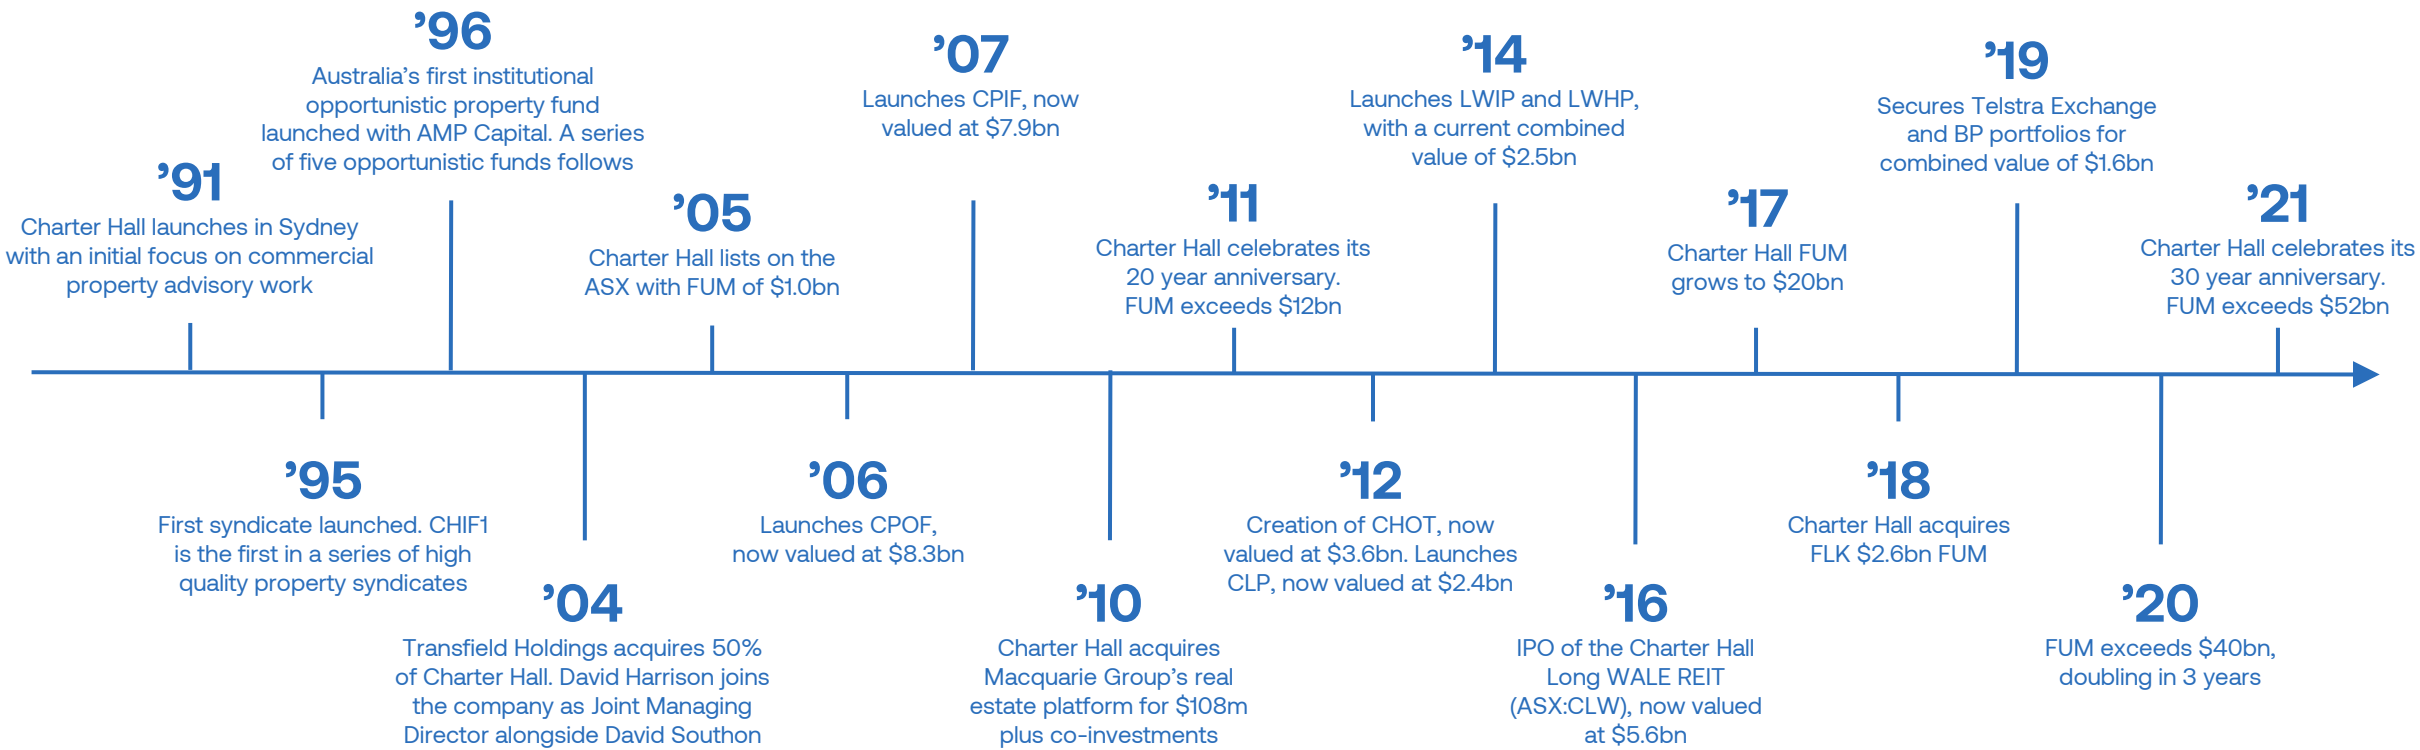 ’91
Charter Hall launches in Sydney
with an initial focus on commercial
property advisory work
’95
First syndicate launched. CHIF1
is the first in a series of high
quality property syndicates
’96
Australia’s first institutional
opportunistic property fund
launched with AMP Capital. A series
of five opportunistic funds follows
’04
Transfield Holdings acquires 50%
of Charter Hall. David Harrison joins
the company as Joint Managing
Director alongside David Southon
’05
Charter Hall lists on the
ASX with FUM of $1.0bn
’06
Launches CPOF,
now valued at $8.3bn
’07
Launches CPIF, now
valued at $7.9bn
’10
Charter Hall acquires
Macquarie Group’s real
estate platform for $108m
plus co-investments
’11
Charter Hall celebrates its
20 year anniversary.
FUM exceeds $12bn
’12
Creation of CHOT, now
valued at $3.6bn. Launches
CLP, now valued at $2.4bn
’14
Launches LWIP and LWHP,
with a current combined
value of $2.5bn
’16
IPO of the Charter Hall
Long WALE REIT
(ASX:CLW), now valued
at $5.6bn
’17
Charter Hall FUM
grows to $20bn
’18
Charter Hall acquires
FLK $2.6bn FUM
’19
Secures Telstra Exchange
and BP portfolios for
combined value of $1.6bn
’20
FUM exceeds $40bn,
doubling in 3 years
’21
Charter Hall celebrates its
30 year anniversary.
FUM exceeds $52bn